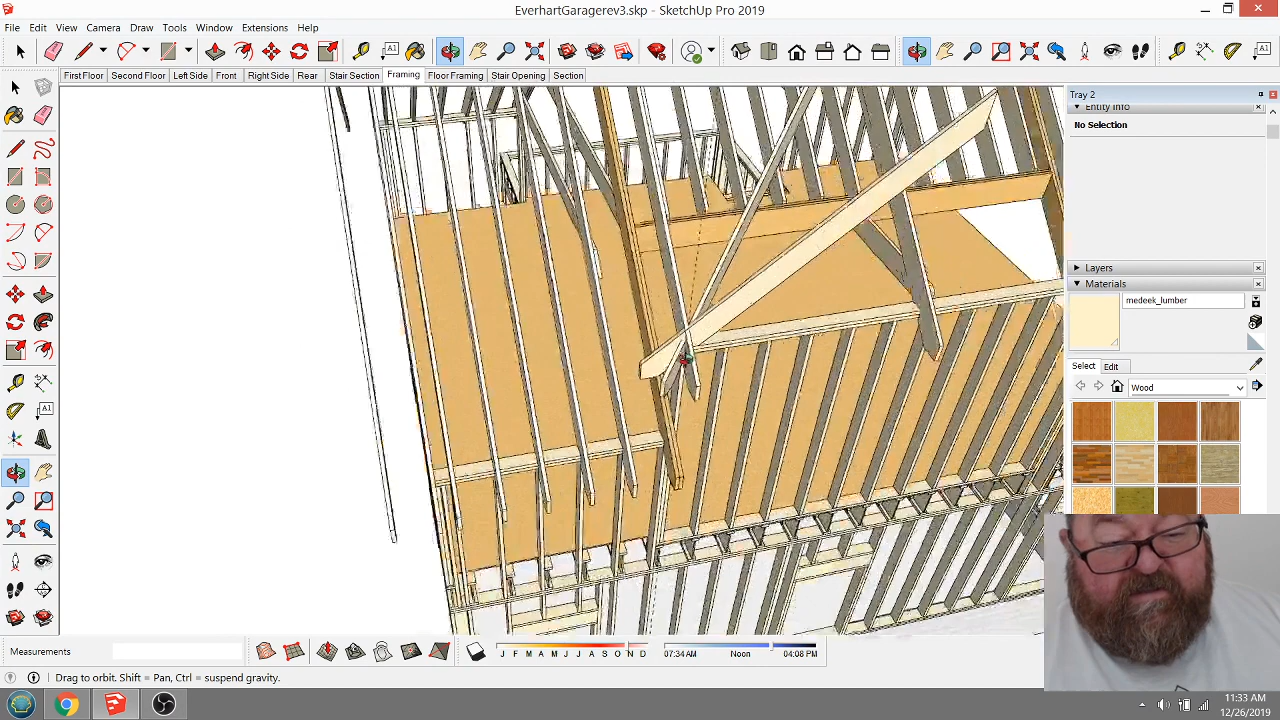 EverhartGaragerev3.skp - SketchUp Pro 2019
File Edit View Camera Draw Tools Window Extensions Help
First Floor Second Floor Left Side Front Right Side Rear Stair Section Framing Floor Framing Stair Opening Section
Tray 2
Entity Info
No Selection
Layers
Materials
medeek_lumber
Select Edit
Wood
Measurements
J F M A M J J A S O N D
07:34 AM Noon 04:08 PM
Drag to orbit. Shift = Pan, Ctrl = suspend gravity.
11:33 AM
12/26/2019